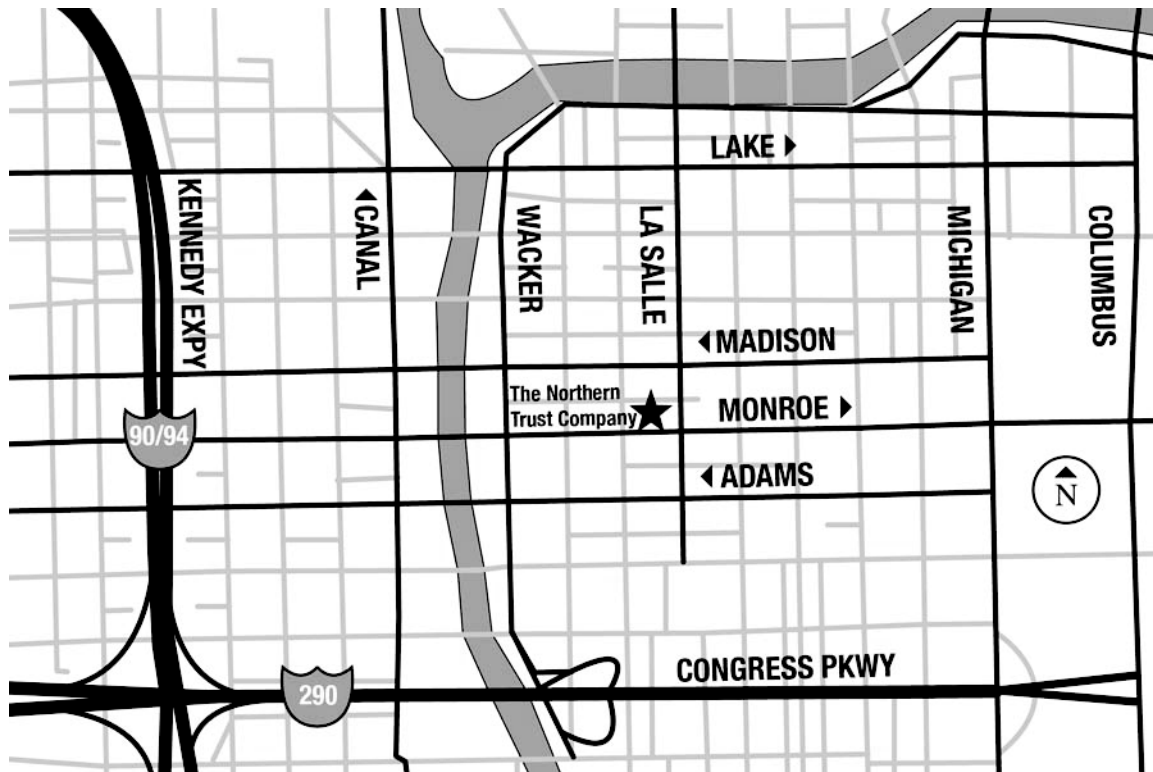 LAKE
KENNEDY EXPY
CANAL
WACKER
LA SALLE
MICHIGAN
COLUMBUS
MADISON
The Northern
Trust Company
MONROE
90/94
ADAMS
N
CONGRESS PKWY
290